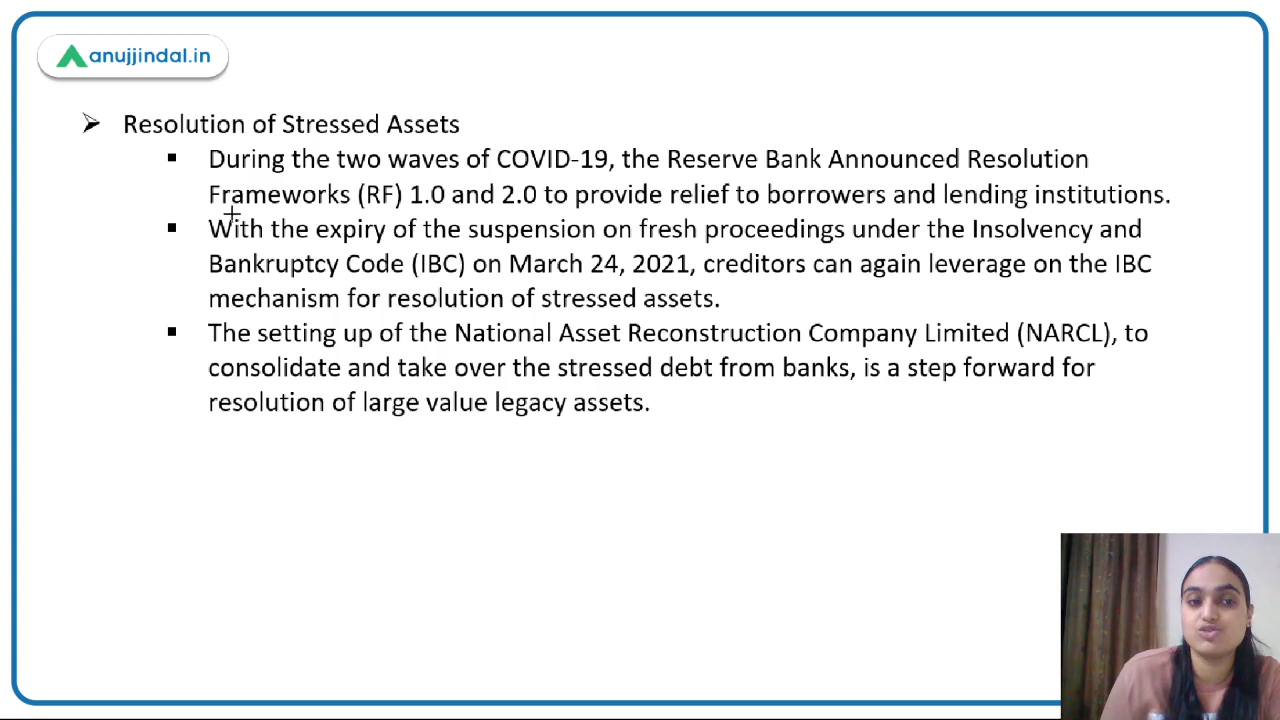 anujjindal.in
Resolution of Stressed Assets
During the two waves of COVID-19, the Reserve Bank Announced Resolution
Frameworks (RF) 1.0 and 2.0 to provide relief to borrowers and lending institutions.
With the expiry of the suspension on fresh proceedings under the Insolvency and
Bankruptcy Code (IBC) on March 24, 2021, creditors can again leverage on the IBC
mechanism for resolution of stressed assets.
The setting up of the National Asset Reconstruction Company Limited (NARCL), to
consolidate and take over the stressed debt from banks, is a step forward for
resolution of large value legacy assets.